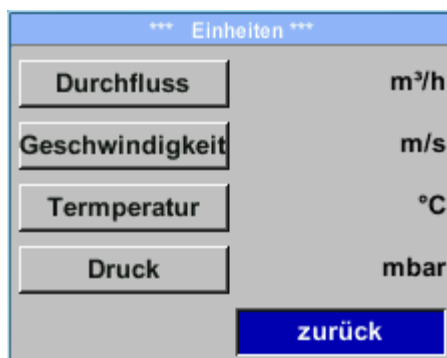 *** Einheiten ***
Durchfluss m³/h
Geschwindigkeit m/s
Termperatur °C
Druck mbar
zurück